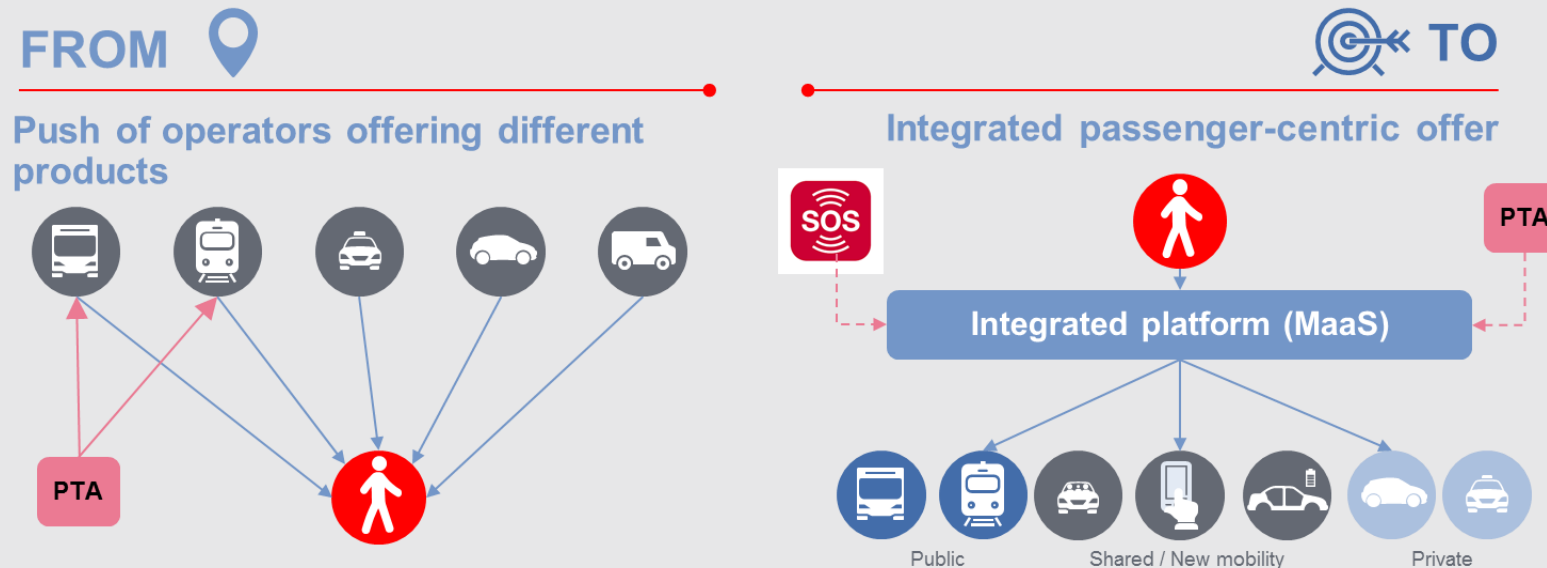 FROM
TO
Push of operators offering different
products
Integrated passenger-centric offer
SOS
PTA
Integrated platform (MaaS)
PTA
Public
Shared / New mobility
Private